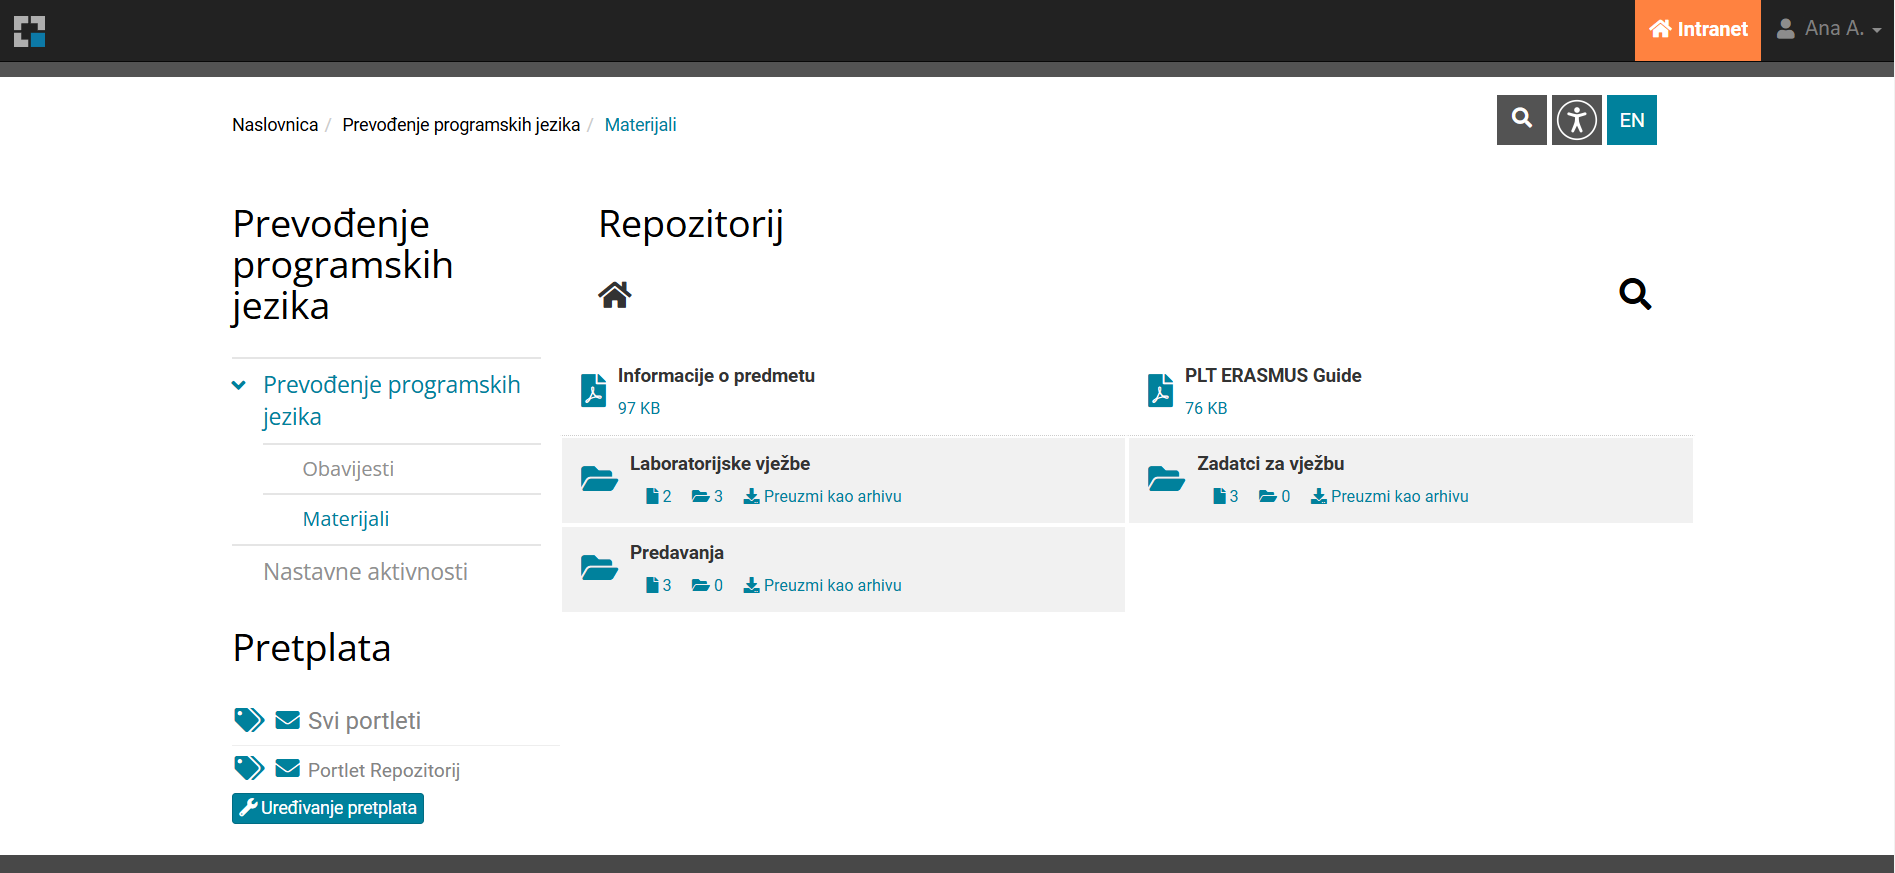 Intranet
Ana A.
Naslovnica / Prevođenje programskih jezika / Materijali
EN
Prevođenje
programskih
jezika
Prevođenje programskih
jezika
Obavijesti
Materijali
Nastavne aktivnosti
Pretplata
Svi portleti
Portlet Repozitorij
Uređivanje pretplata
Repozitorij
Informacije o predmetu
97 KB
PLT ERASMUS Guide
76 KB
Laboratorijske vježbe
2 3 Preuzmi kao arhivu
Zadatci za vježbu
3 0 Preuzmi kao arhivu
Predavanja
3 0 Preuzmi kao arhivu